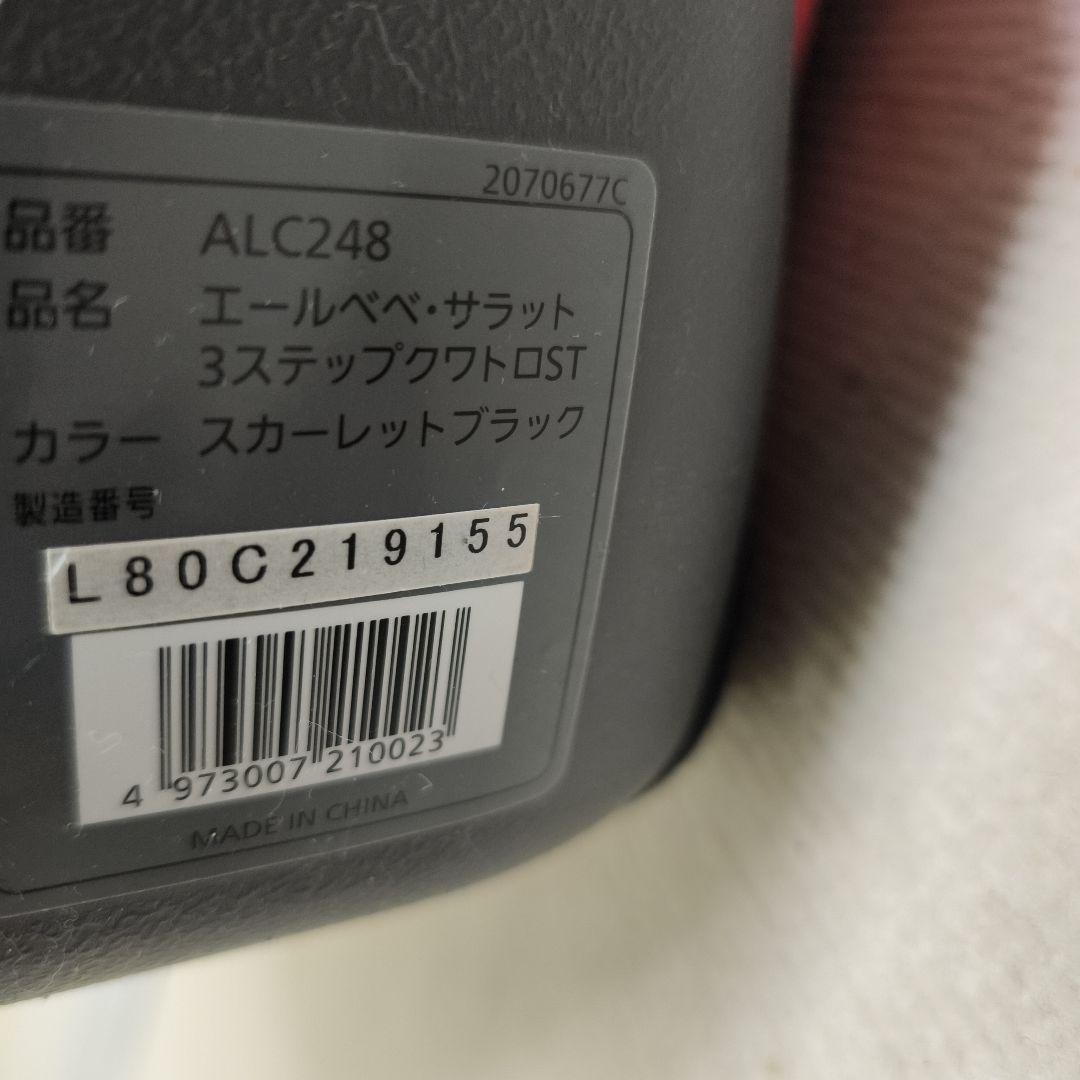 2070677C
品番 ALC248
品名 エールベベ・サラット
3ステップクワトロST
カラー スカーレットブラック
製造番号
L80C219155
4 973007 210023
MADE IN CHINA